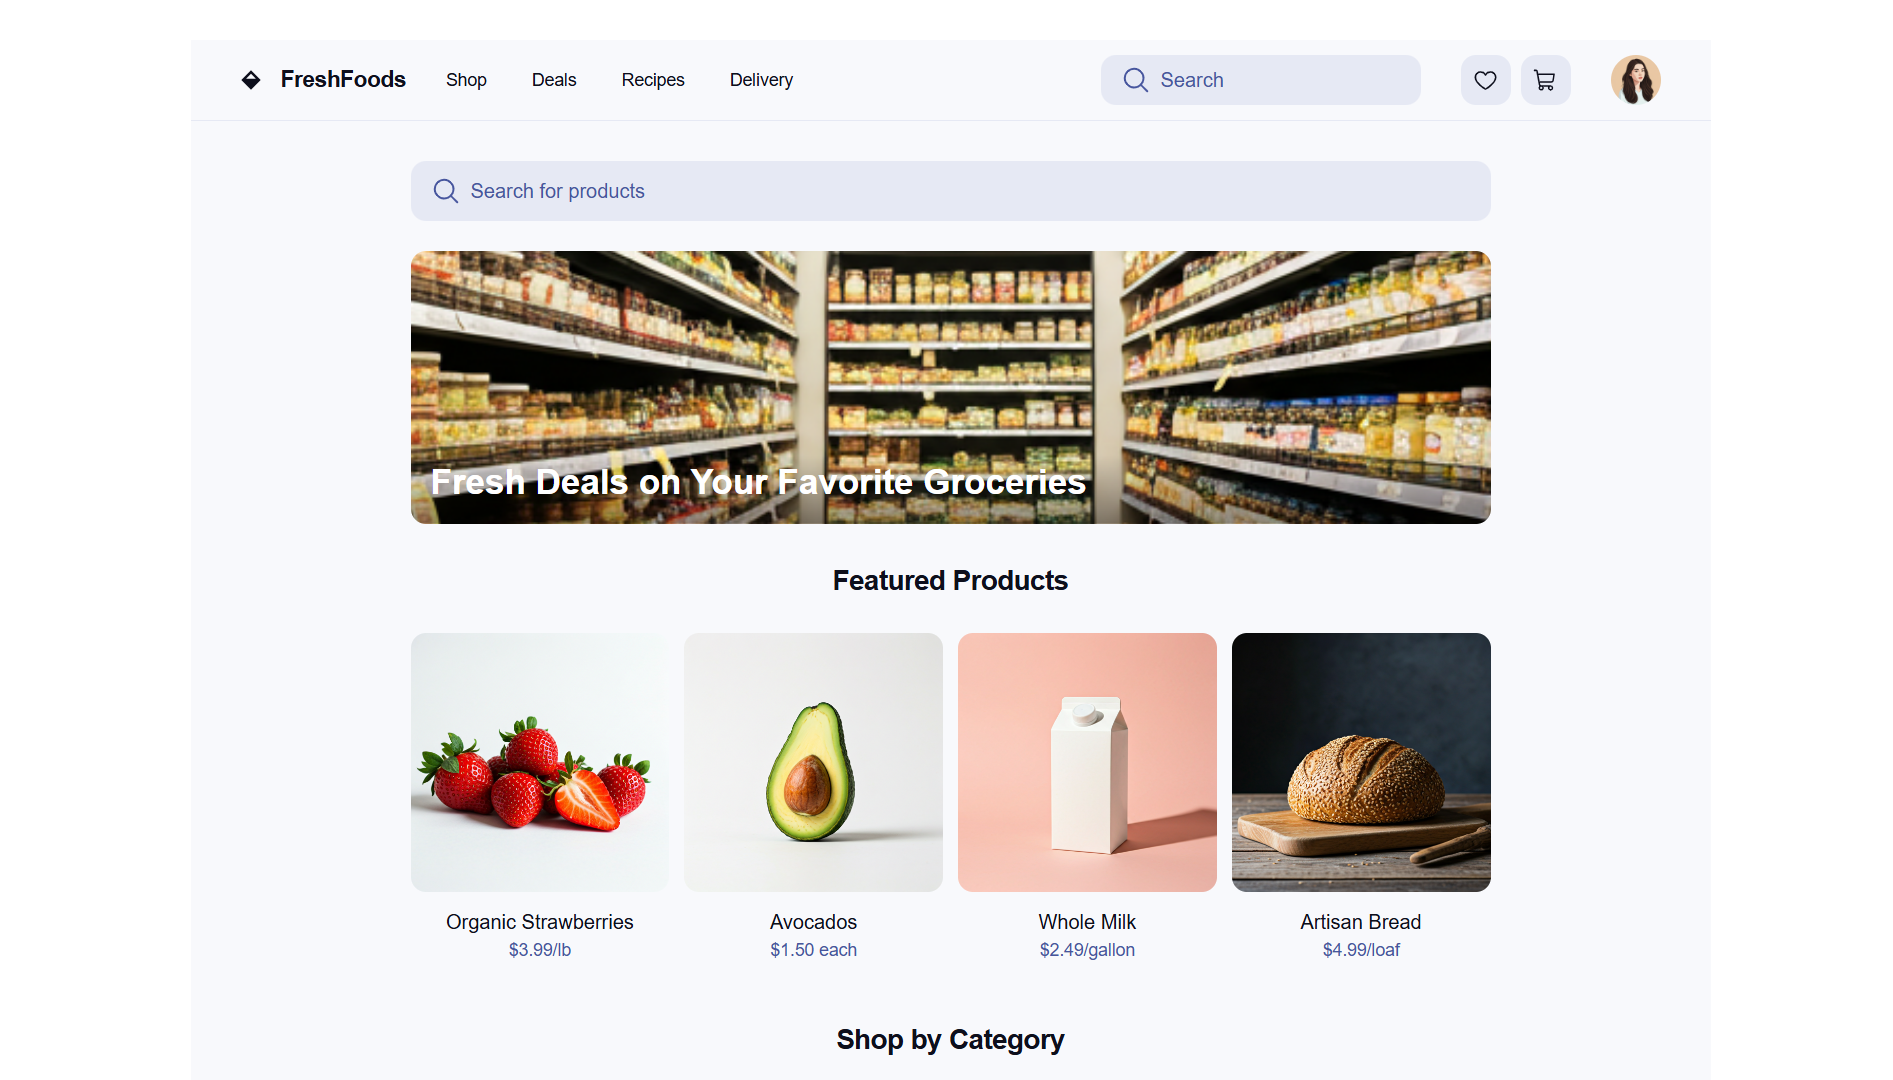 FreshFoods
Shop
Deals
Recipes
Delivery
Search
Search for products
Fresh Deals on Your Favorite Groceries
Featured Products
Organic Strawberries
$3.99/lb
Avocados
$1.50 each
Whole Milk
$2.49/gallon
Artisan Bread
$4.99/loaf
Shop by Category